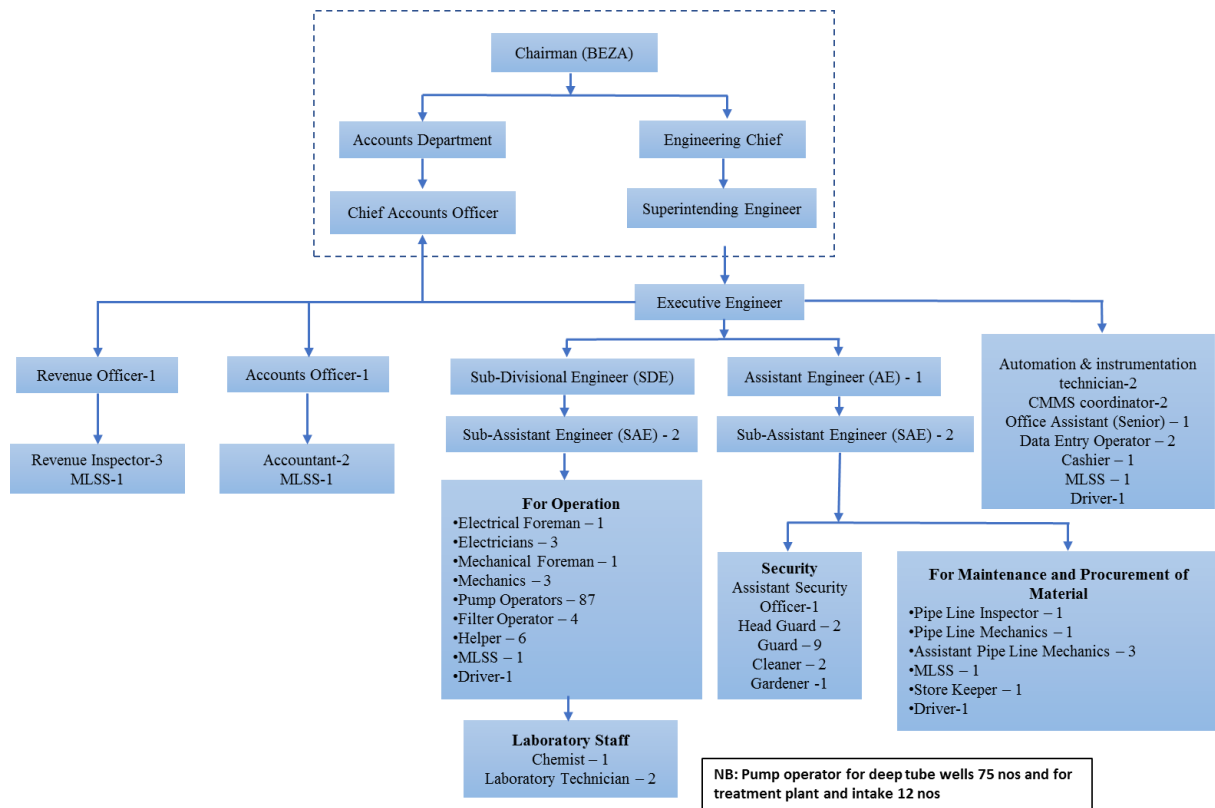 Chairman (BEZA)
Accounts Department
Engineering Chief
Chief Accounts Officer
Superintending Engineer
Executive Engineer
Revenue Officer-1
Accounts Officer-1
Sub-Divisional Engineer (SDE)
Assistant Engineer (AE) - 1
Automation & instrumentation
technician-2
CMMS coordinator-2
Office Assistant (Senior) – 1
Data Entry Operator – 2
Cashier – 1
MLSS – 1
Driver-1
Revenue Inspector-3
MLSS-1
Accountant-2
MLSS-1
Sub-Assistant Engineer (SAE) - 2
Sub-Assistant Engineer (SAE) - 2
For Operation
•Electrical Foreman – 1
•Electricians – 3
•Mechanical Foreman – 1
•Mechanics – 3
•Pump Operators – 87
•Filter Operator – 4
•Helper – 6
•MLSS – 1
•Driver-1
Security
Assistant Security
Officer-1
Head Guard – 2
Guard – 9
Cleaner – 2
Gardener -1
For Maintenance and Procurement of
Material
•Pipe Line Inspector – 1
•Pipe Line Mechanics – 1
•Assistant Pipe Line Mechanics – 3
•MLSS – 1
•Store Keeper – 1
•Driver-1
Laboratory Staff
Chemist – 1
Laboratory Technician – 2
NB: Pump operator for deep tube wells 75 nos and for
treatment plant and intake 12 nos